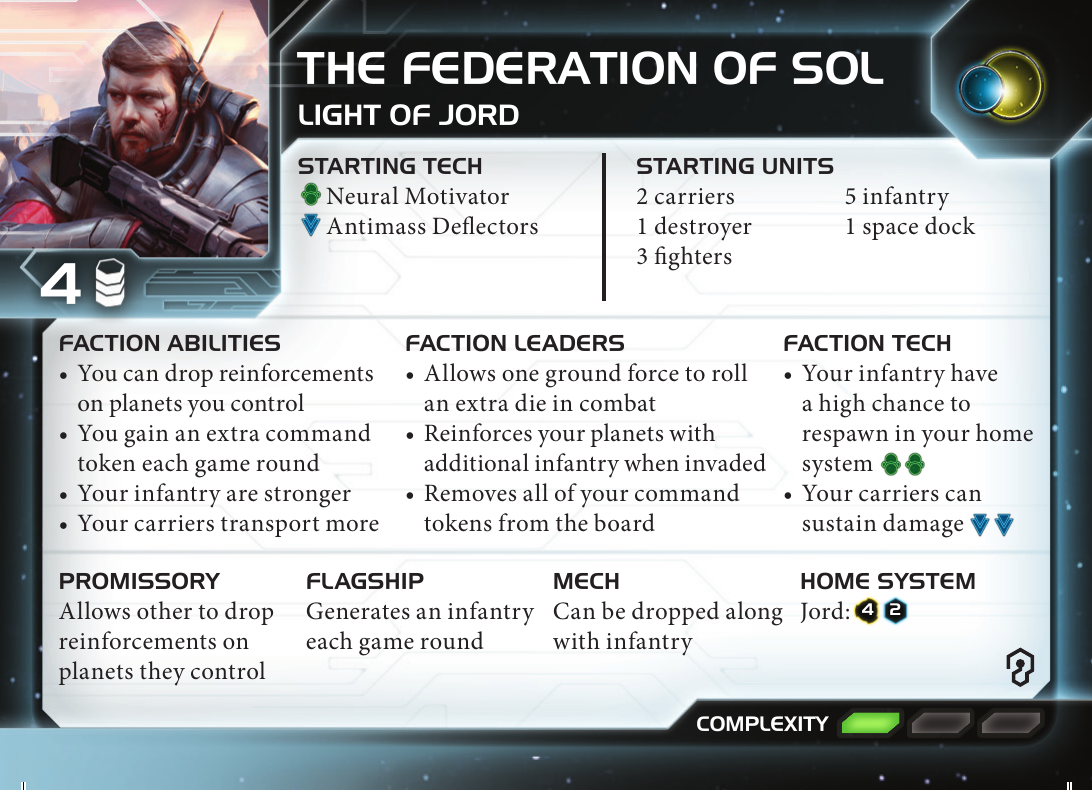 THE FEDERATION OF SOL
LIGHT OF JORD
4
STARTING TECH
Neural Motivator
Antimass Deflectors
STARTING UNITS
2 carriers
1 destroyer
3 fighters
5 infantry
1 space dock
FACTION ABILITIES
• You can drop reinforcements
on planets you control
• You gain an extra command
token each game round
• Your infantry are stronger
• Your carriers transport more
FACTION LEADERS
• Allows one ground force to roll
an extra die in combat
• Reinforces your planets with
additional infantry when invaded
• Removes all of your command
tokens from the board
FACTION TECH
• Your infantry have
a high chance to
respawn in your home
system
• Your carriers can
sustain damage
PROMISSORY
Allows other to drop
reinforcements on
planets they control
FLAGSHIP
Generates an infantry
each game round
MECH
Can be dropped along
with infantry
HOME SYSTEM
Jord: 4 2
COMPLEXITY